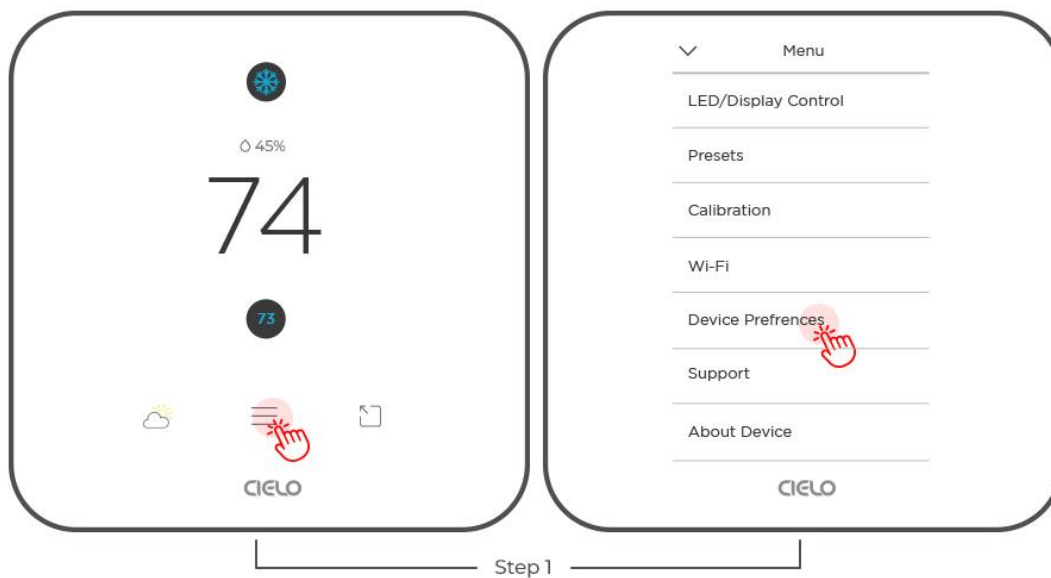 45%
74
73
CIELO
Menu
LED/Display Control
Presets
Calibration
Wi-Fi
Device Prefrences
Support
About Device
CIELO
Step 1